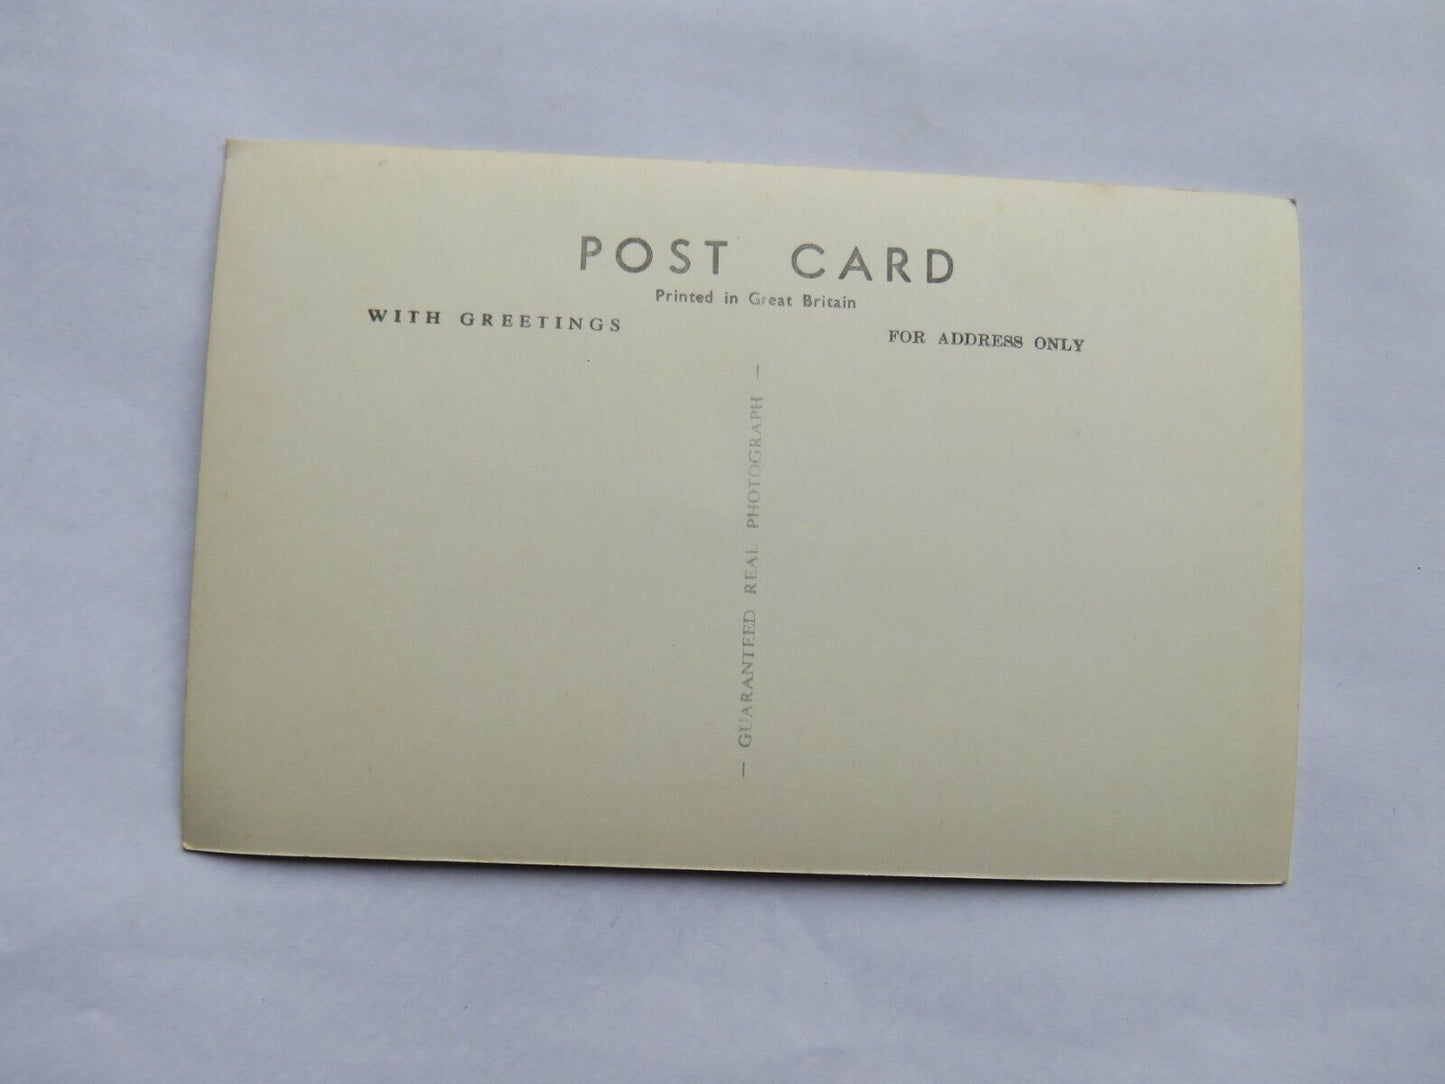 POST CARD
Printed in Great Britain
WITH GREETINGS
FOR ADDRESS ONLY
— GUARANTEED REAL PHOTOGRAPH —